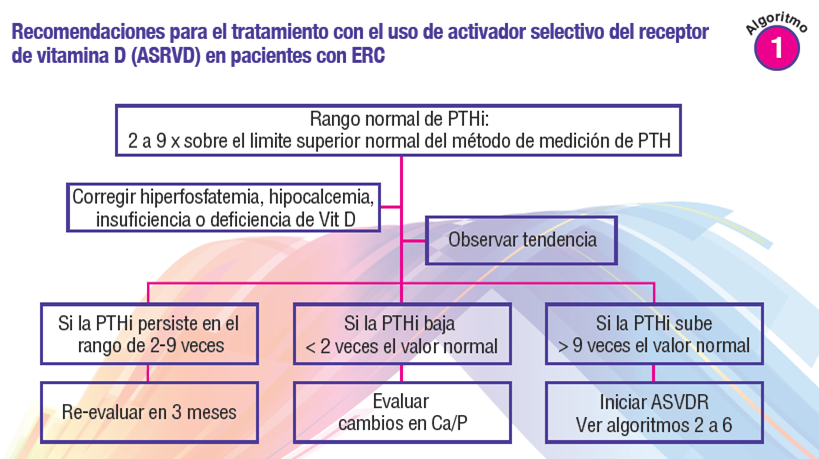 Recomendaciones para el tratamiento con el uso de activador selectivo del receptor
de vitamina D (ASRVD) en pacientes con ERC
Algoritmo
1
Rango normal de PTHi:
2 a 9 x sobre el limite superior normal del método de medición de PTH
Corregir hiperfosfatemia, hipocalcemia,
insuficiencia o deficiencia de Vit D
Observar tendencia
Si la PTHi persiste en el
rango de 2-9 veces
Si la PTHi baja
< 2 veces el valor normal
Si la PTHi sube
> 9 veces el valor normal
Re-evaluar en 3 meses
Evaluar
cambios en Ca/P
Iniciar ASVDR
Ver algoritmos 2 a 6